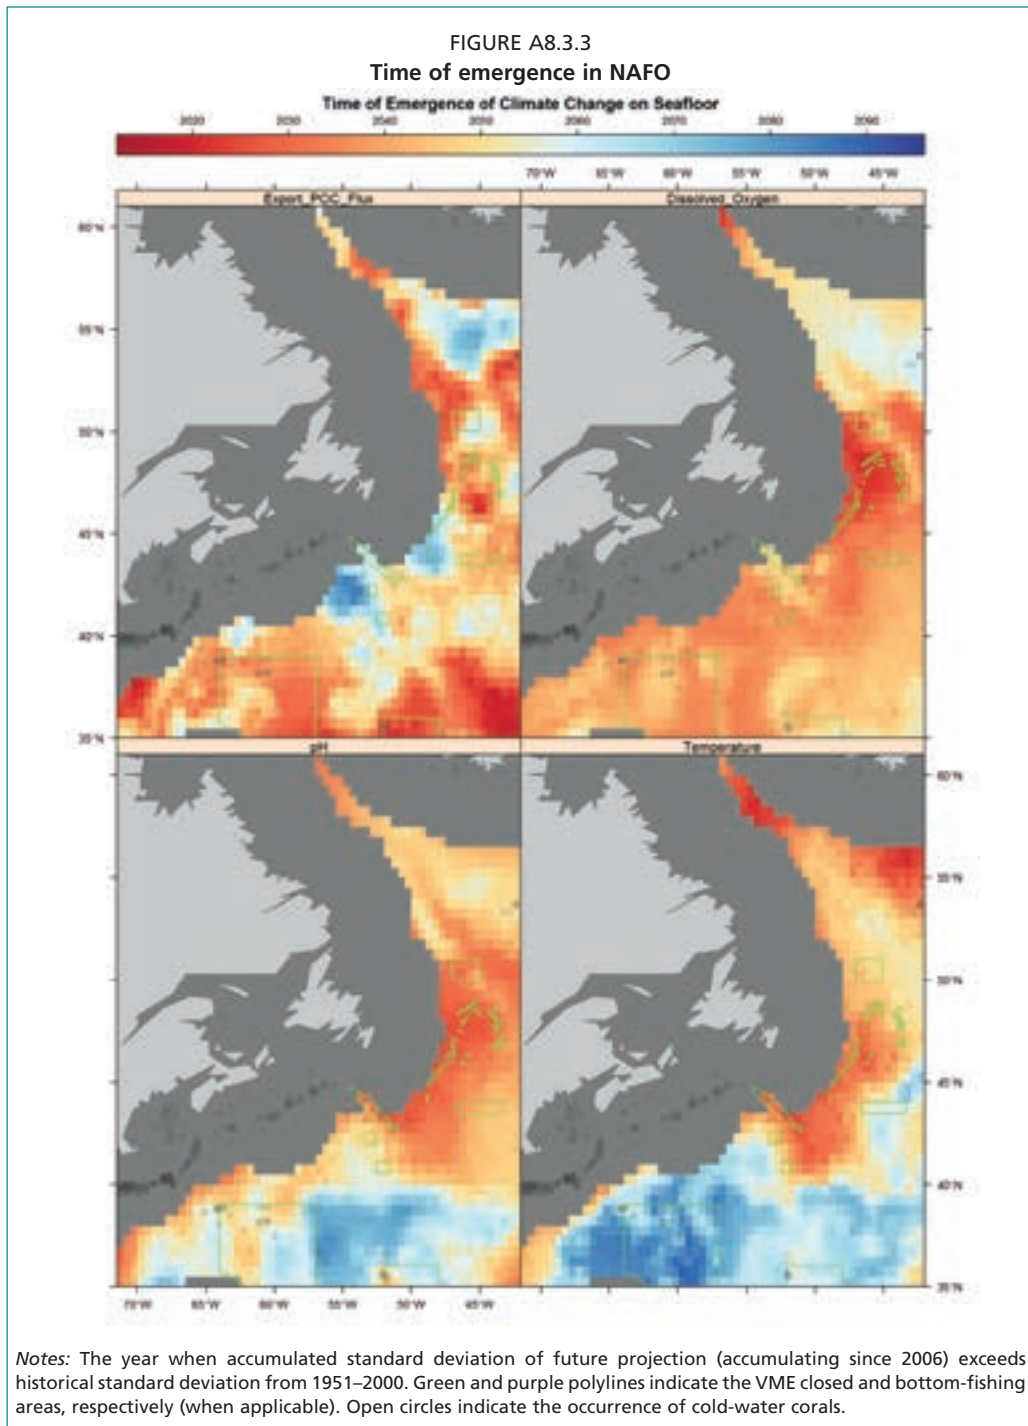 FIGURE A8.3.3
Time of emergence in NAFO
Time of Emergence of Climate Change on Seafloor
2020 2030 2040 2050 2060 2070 2080 2090
70°W 65°W 60°W 55°W 50°W 45°W
Export_POC_Flux Dissolved_Oxygen
60°N
55°N
50°N
45°N
40°N
35°N
pH Temperature
60°N
55°N
50°N
45°N
40°N
35°N
70°W 65°W 60°W 55°W 50°W 45°W
Notes: The year when accumulated standard deviation of future projection (accumulating since 2006) exceeds
historical standard deviation from 1951–2000. Green and purple polylines indicate the VME closed and bottom-fishing
areas, respectively (when applicable). Open circles indicate the occurrence of cold-water corals.